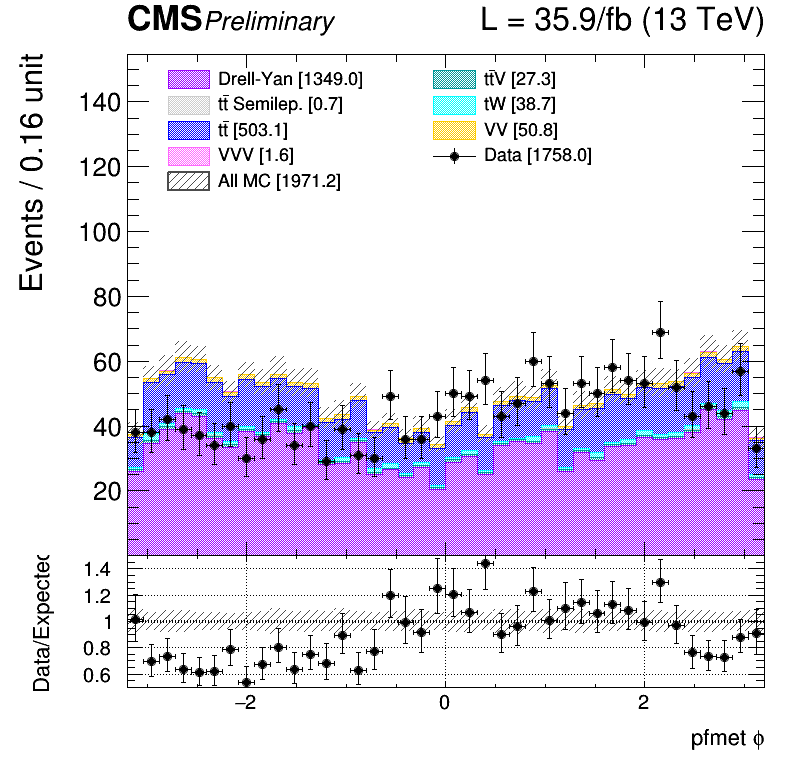 CMS Preliminary L = 35.9/fb (13 TeV)
Events / 0.16 unit
140
120
100
80
60
40
20
Drell-Yan [1349.0]
tt̄ Semilep. [0.7]
tt̄ [503.1]
VVV [1.6]
All MC [1971.2]
tt̄V [27.3]
tW [38.7]
VV [50.8]
Data [1758.0]
Data/Expected
1.4
1.2
1
0.8
0.6
−2 0 2
pfmet ϕ